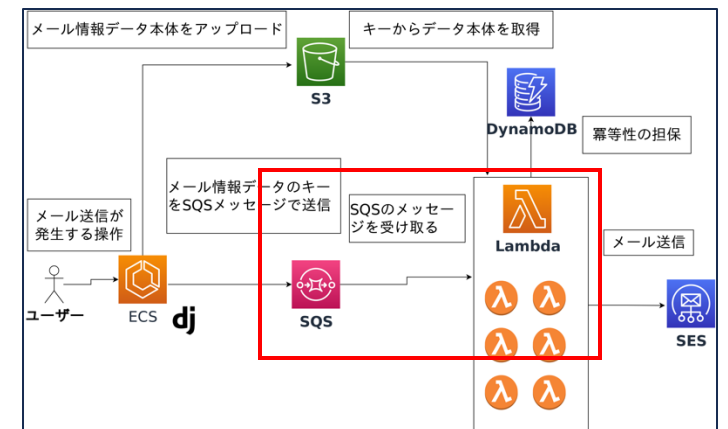 メール情報データ本体をアップロード
キーからデータ本体を取得
S3
DynamoDB
冪等性の担保
メール情報データのキー
をSQSメッセージで送信
SQSのメッセー
ジを受け取る
メール送信が
発生する操作
Lambda
メール送信
ユーザー
ECS
dj
SQS
SES